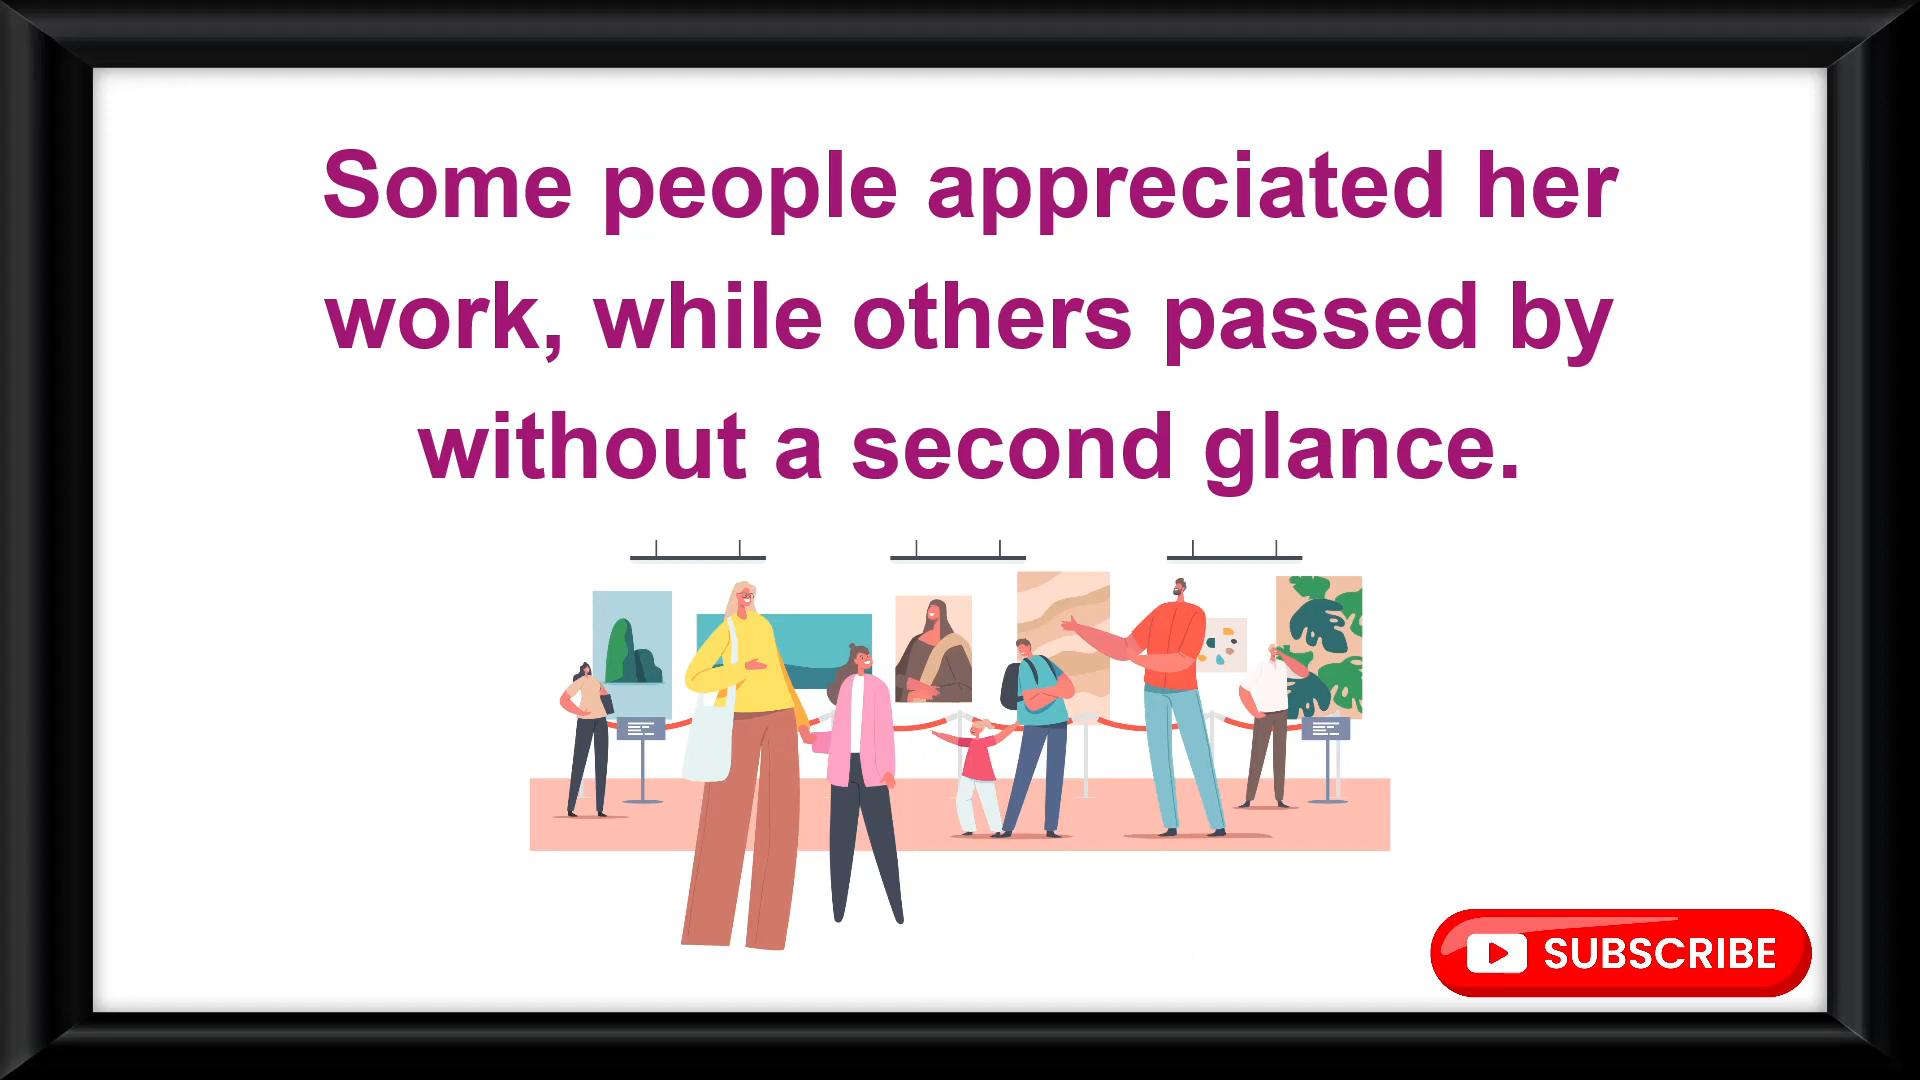 Some people appreciated her
work, while others passed by
without a second glance.
SUBSCRIBE